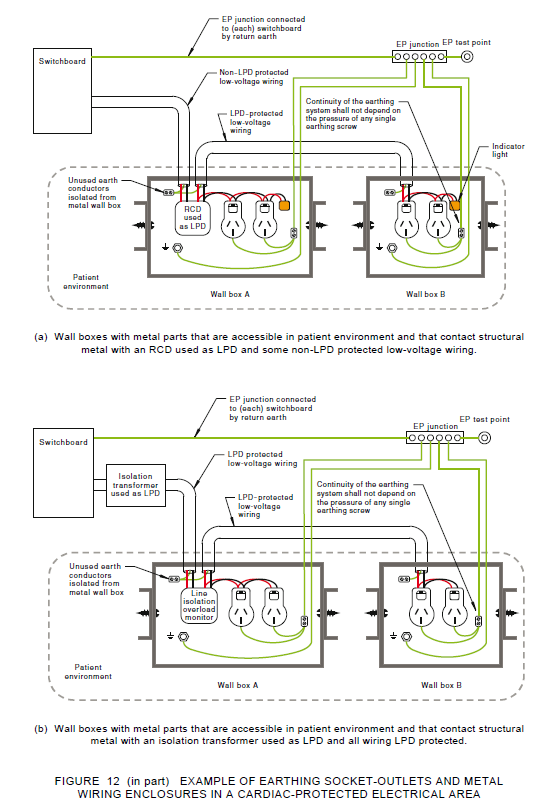 EP junction connected
to (each) switchboard
by return earth
EP junction
EP test point
Switchboard
Non-LPD protected
low-voltage wiring
LPD-protected
low-voltage
wiring
Continuity of the earthing
system shall not depend on
the pressure of any single
earthing screw
Indicator
light
Unused earth
conductors
isolated from
metal wall box
RCD
used
as LPD
Patient
environment
Wall box A
Wall box B
(a) Wall boxes with metal parts that are accessible in patient environment and that contact structural
metal with an RCD used as LPD and some non-LPD protected low-voltage wiring.
EP junction connected
to (each) switchboard
by return earth
EP junction
EP test point
Switchboard
LPD protected
low-voltage wiring
Isolation
transformer
used as LPD
LPD-protected
low-voltage
wiring
Continuity of the earthing
system shall not depend on
the pressure of any single
earthing screw
Unused earth
conductors
isolated from
metal wall box
Line
isolation
overload
monitor
Patient
environment
Wall box A
Wall box B
(b) Wall boxes with metal parts that are accessible in patient environment and that contact structural
metal with an isolation transformer used as LPD and all wiring LPD protected.
FIGURE 12 (in part) EXAMPLE OF EARTHING SOCKET-OUTLETS AND METAL
WIRING ENCLOSURES IN A CARDIAC-PROTECTED ELECTRICAL AREA